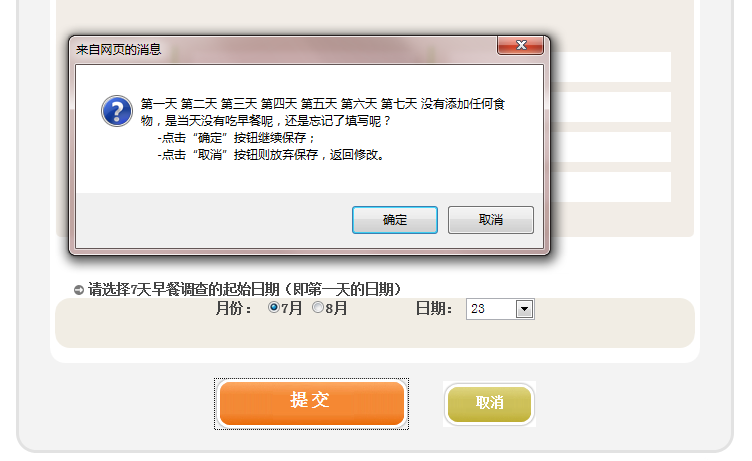 来自网页的消息
第一天 第二天 第三天 第四天 第五天 第六天 第七天 没有添加任何食
物，是当天没有吃早餐呢，还是忘记了填写呢？
-点击“确定”按钮继续保存；
-点击“取消”按钮则放弃保存，返回修改。
确定 取消
请选择7天早餐调查的起始日期（即第一天的日期）
月份： 7月 8月 日期： 23
提交 取消